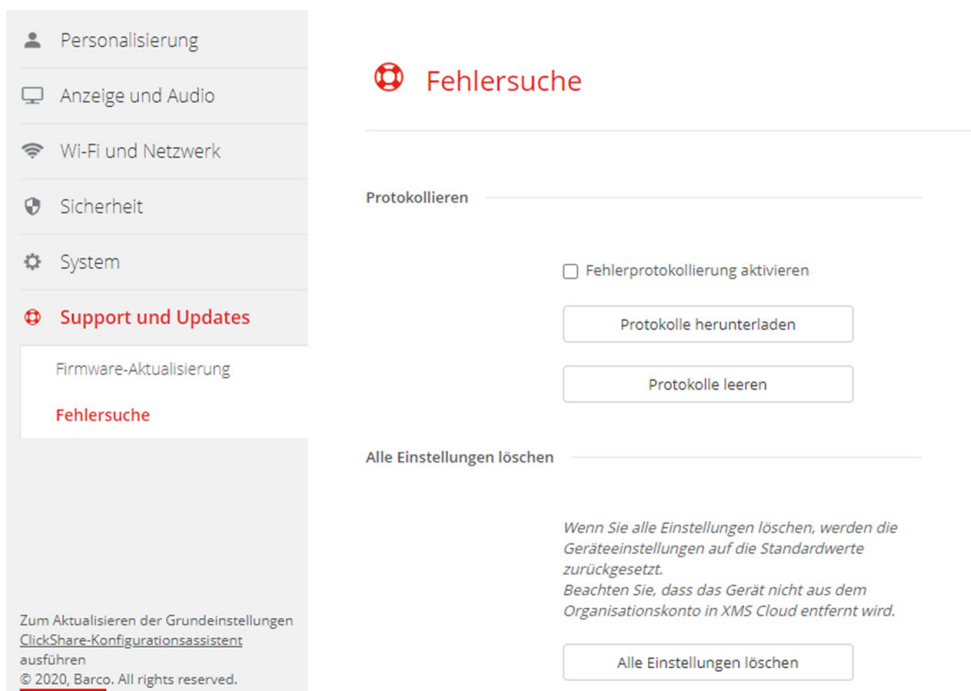 Personalisierung
Anzeige und Audio
Wi-Fi und Netzwerk
Sicherheit
System
Support und Updates
Firmware-Aktualisierung
Fehlersuche
Zum Aktualisieren der Grundeinstellungen
ClickShare-Konfigurationsassistent
ausführen
© 2020, Barco. All rights reserved.
Fehlersuche
Protokollieren
Fehlerprotokollierung aktivieren
Protokolle herunterladen
Protokolle leeren
Alle Einstellungen löschen
Wenn Sie alle Einstellungen löschen, werden die
Geräteeinstellungen auf die Standardwerte
zurückgesetzt.
Beachten Sie, dass das Gerät nicht aus dem
Organisationskonto in XMS Cloud entfernt wird.
Alle Einstellungen löschen